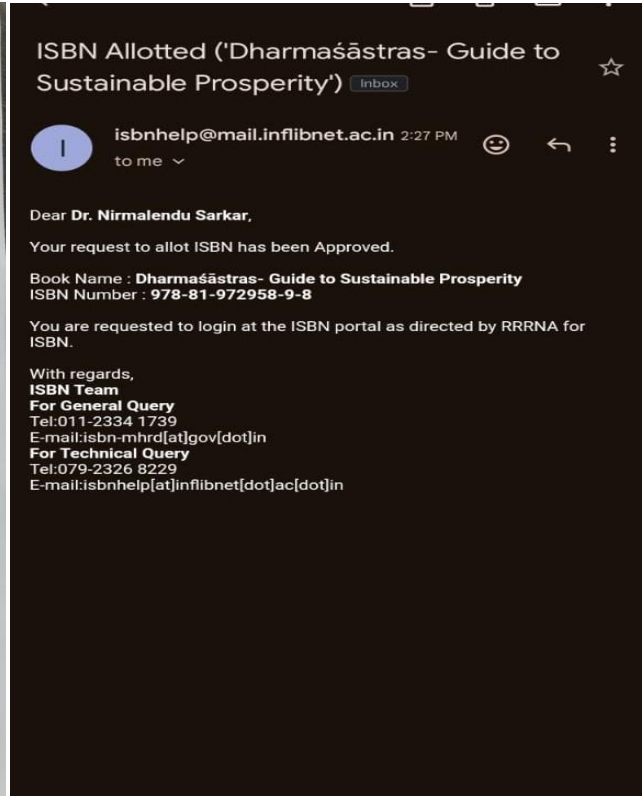 ISBN Allotted ('Dharmaśāstras- Guide to
Sustainable Prosperity') Inbox
I
isbnhelp@mail.inflibnet.ac.in 2:27 PM
to me
Dear Dr. Nirmalendu Sarkar,
Your request to allot ISBN has been Approved.
Book Name : Dharmaśāstras- Guide to Sustainable Prosperity
ISBN Number : 978-81-972958-9-8
You are requested to login at the ISBN portal as directed by RRRNA for
ISBN.
With regards,
ISBN Team
For General Query
Tel:011-2334 1739
E-mail:isbn-mhrd[at]gov[dot]in
For Technical Query
Tel:079-2326 8229
E-mail:isbnhelp[at]inflibnet[dot]ac[dot]in